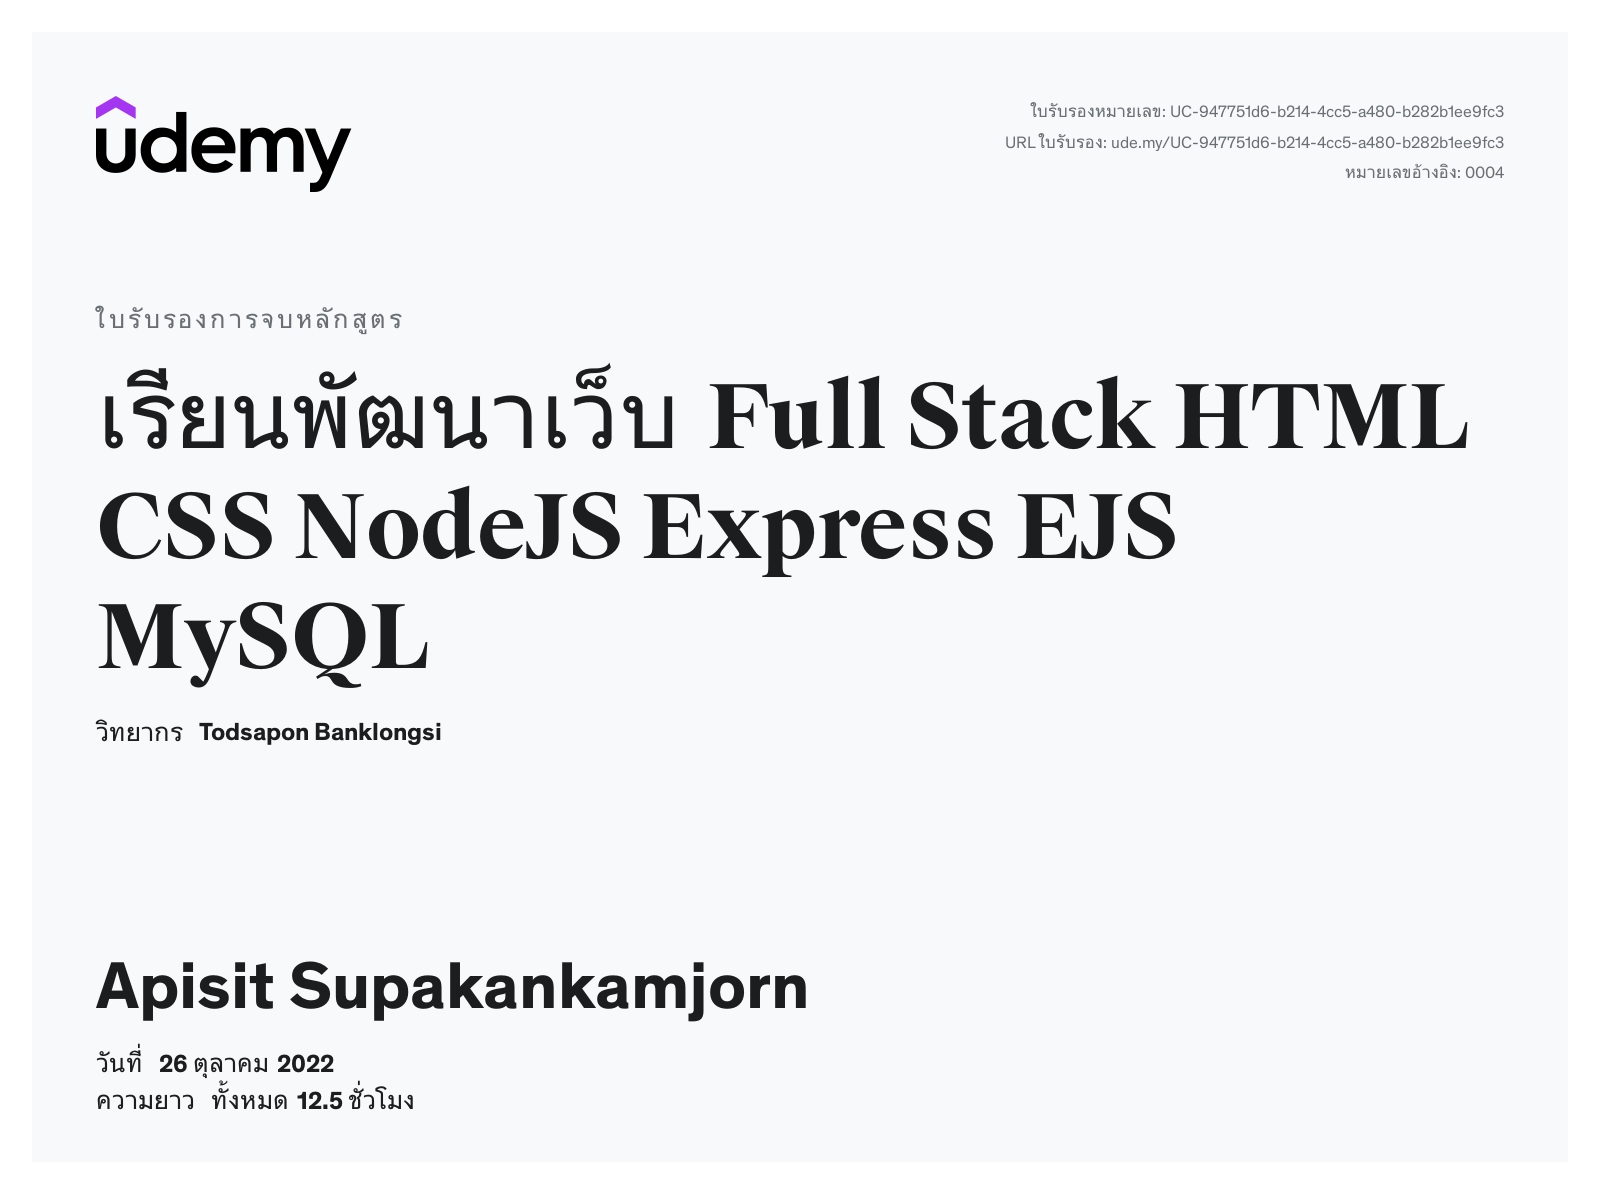 udemy
ใบรับรองหมายเลข: UC-947751d6-b214-4cc5-a480-b282b1ee9fc3
URLใบรับรอง: ude.my/UC-947751d6-b214-4cc5-a480-b282b1ee9fc3
หมายเลขอ้างอิง: 0004
ใบรับรองการจบหลักสูตร
เรียนพัฒนาเว็บ Full Stack HTML
CSS NodeJS Express EJS
MySQL
วิทยากร Todsapon Banklongsi
Apisit Supakankamjorn
วันที่ 26 ตุลาคม 2022
ความยาว ทั้งหมด 12.5 ชั่วโมง